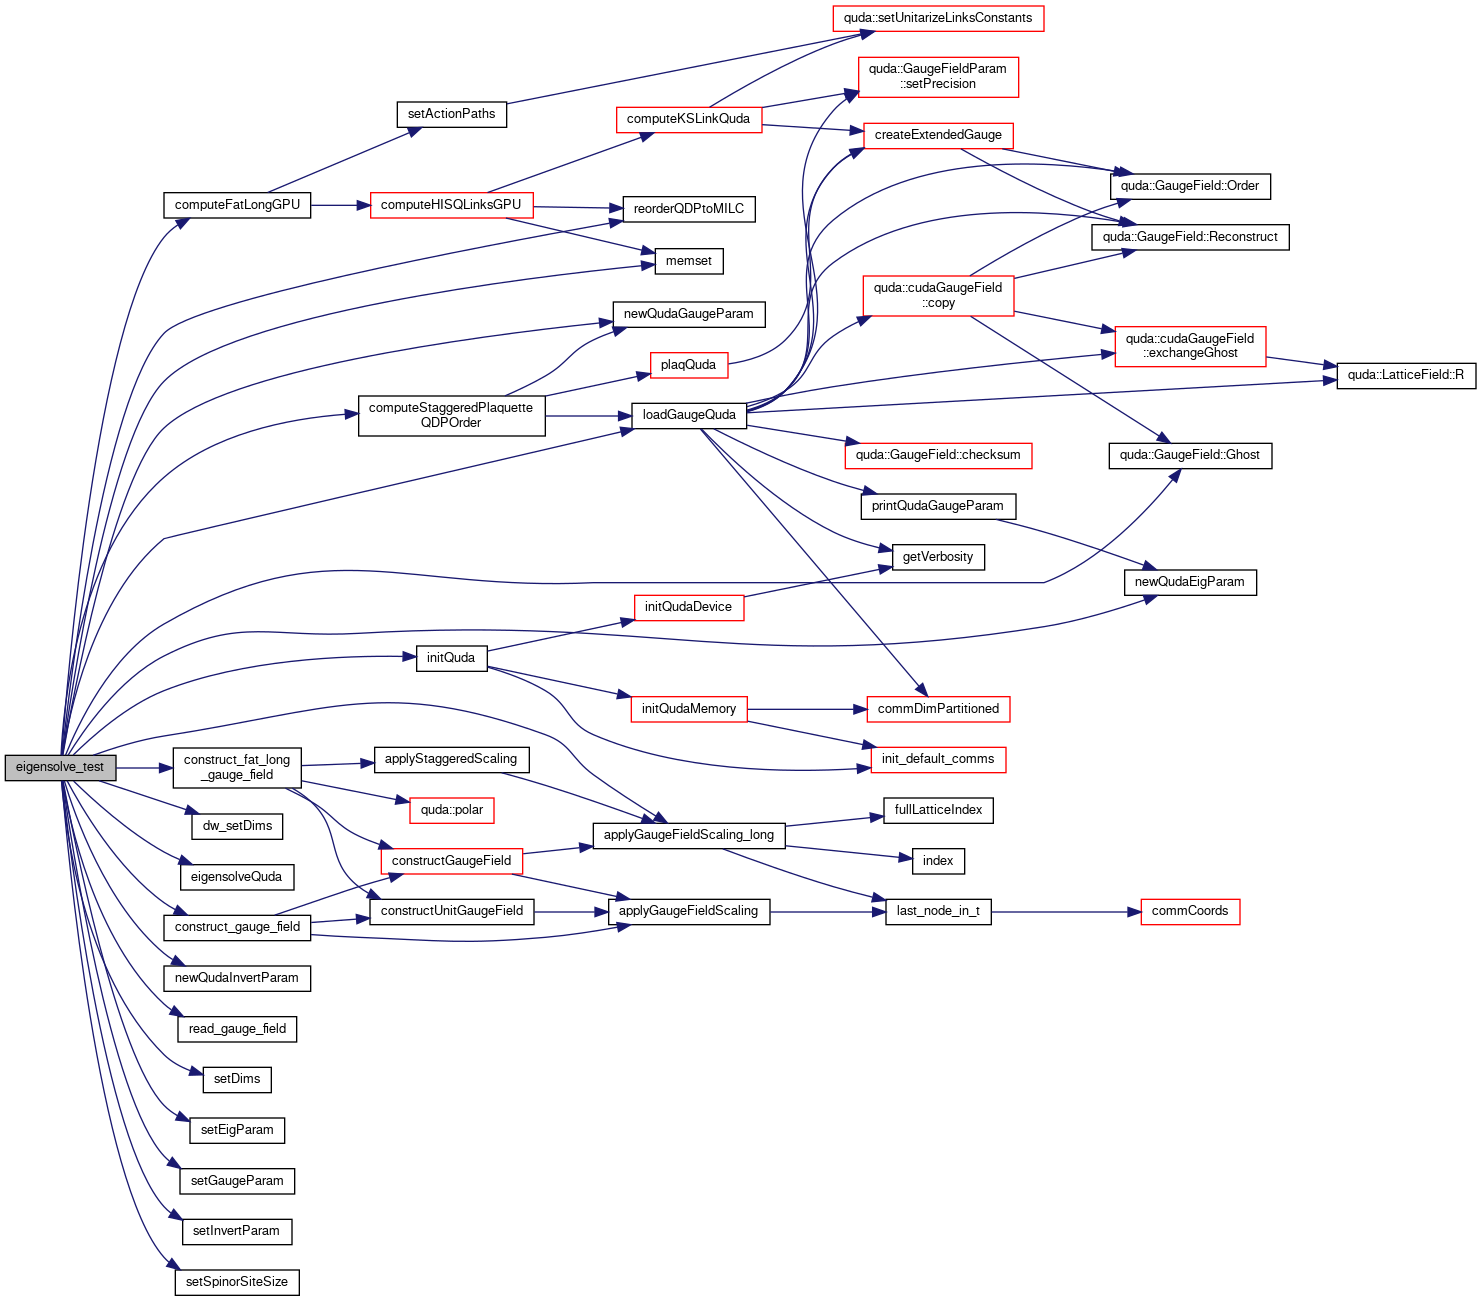 quda::setUnitarizeLinksConstants
quda::GaugeFieldParam
::setPrecision
setActionPaths
computeKSLinkQuda
createExtendedGauge
quda::GaugeField::Order
computeFatLongGPU
computeHISQLinksGPU
reorderQDPtoMILC
quda::GaugeField::Reconstruct
memset
quda::cudaGaugeField
::copy
newQudaGaugeParam
quda::cudaGaugeField
::exchangeGhost
plaqQuda
quda::LatticeField::R
computeStaggeredPlaquette
QDPOrder
loadGaugeQuda
quda::GaugeField::checksum
quda::GaugeField::Ghost
printQudaGaugeParam
getVerbosity
newQudaEigParam
initQudaDevice
initQuda
initQudaMemory
commDimPartitioned
eigensolve_test
construct_fat_long
_gauge_field
applyStaggeredScaling
init_default_comms
quda::polar
fullLatticeIndex
dw_setDims
applyGaugeFieldScaling_long
constructGaugeField
index
eigensolveQuda
constructUnitGaugeField
applyGaugeFieldScaling
last_node_in_t
commCoords
construct_gauge_field
newQudaInvertParam
read_gauge_field
setDims
setEigParam
setGaugeParam
setInvertParam
setSpinorSiteSize